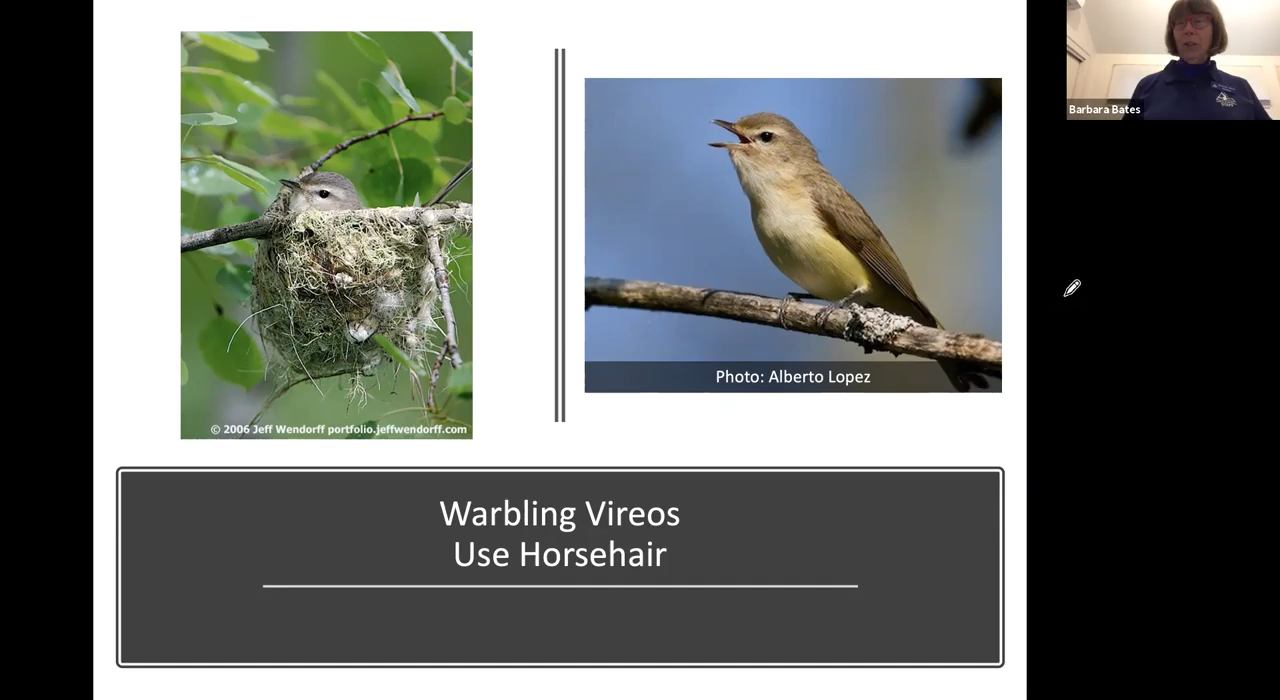 © 2006 Jeff Wendorff portfolio.jeffwendorff.com
Photo: Alberto Lopez
Warbling Vireos
Use Horsehair
Barbara Bates